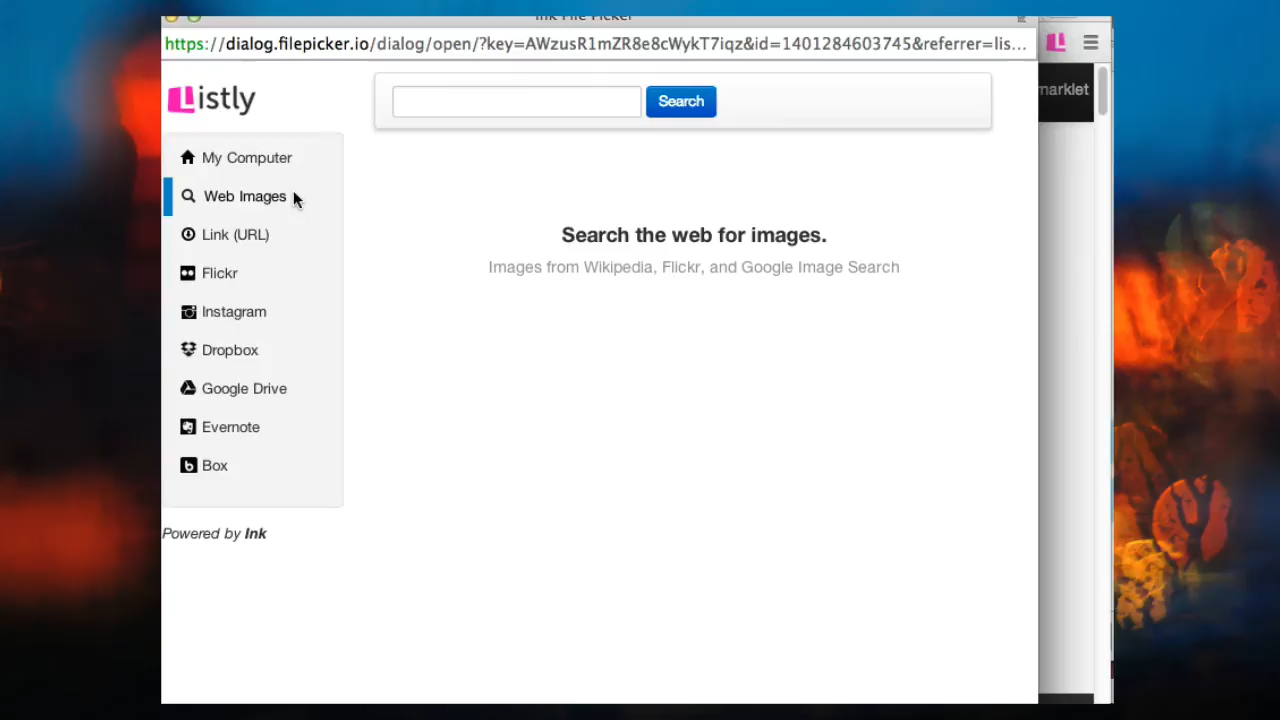 Ink File Picker
https://dialog.filepicker.io/dialog/open/?key=AWzusR1mZR8e8cWykT7iqz&id=1401284603745&referrer=lis...
Listly
Search
marklet
My Computer
Web Images
Link (URL)
Flickr
Instagram
Dropbox
Google Drive
Evernote
Box
Search the web for images.
Images from Wikipedia, Flickr, and Google Image Search
Powered by Ink